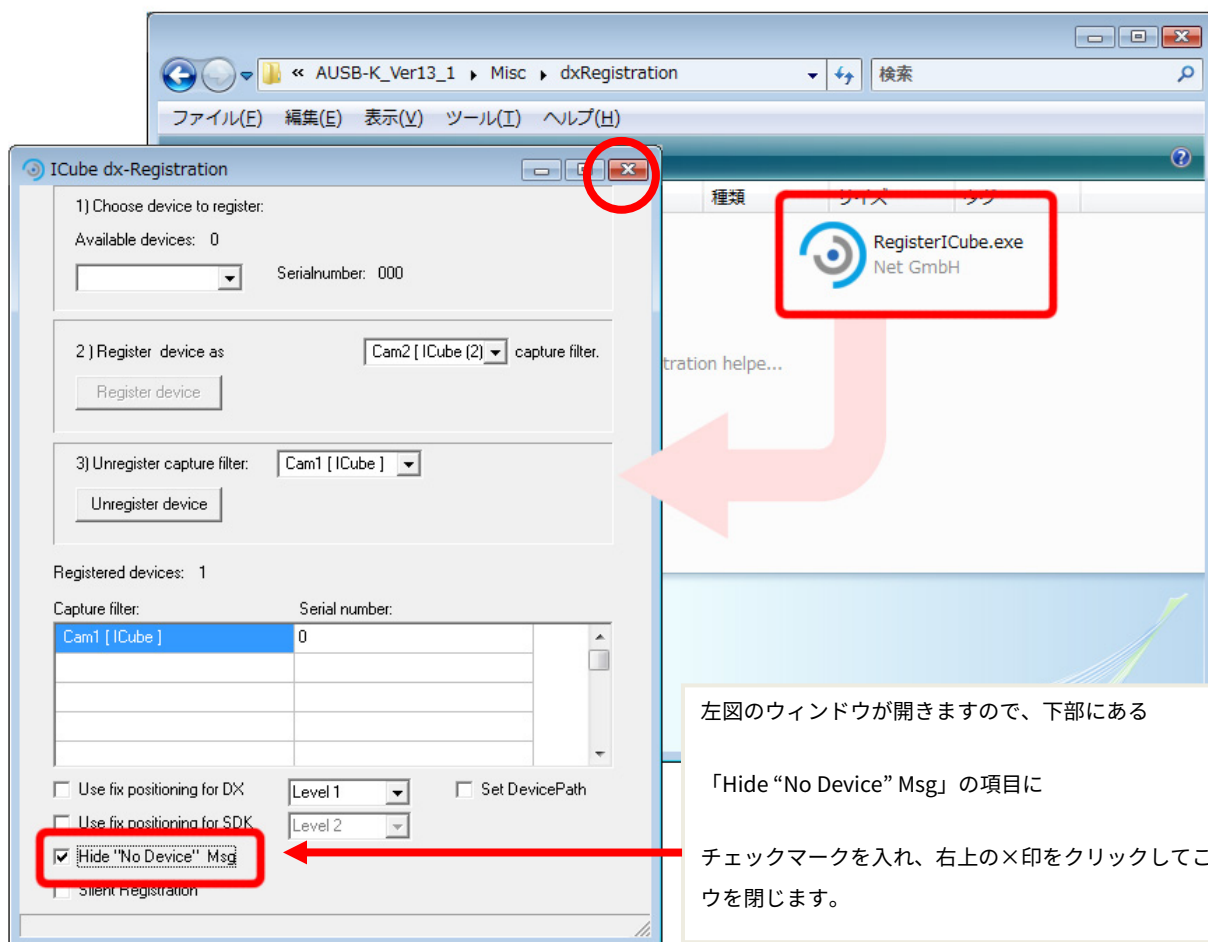 « AUSB-K_Ver13_1 ▸ Misc ▸ dxRegistration
検索
ファイル(F) 編集(E) 表示(V) ツール(T) ヘルプ(H)
種類 サイズ タグ
RegisterICube.exe
Net GmbH
tration helpe...
ICube dx-Registration
1) Choose device to register:
Available devices: 0
Serialnumber: 000
2 ) Register device as
Cam2 [ ICube (2)
capture filter.
Register device
3) Unregister capture filter:
Cam1 [ ICube ]
Unregister device
Registered devices: 1
Capture filter: Serial number:
Cam1 [ ICube ] 0
Use fix positioning for DX Level 1 Set DevicePath
Use fix positioning for SDK Level 2
Hide "No Device" Msg
Silent Registration
左図のウィンドウが開きますので、下部にある
「Hide “No Device” Msg」の項目に
チェックマークを入れ、右上の×印をクリックしてこ
ウを閉じます。